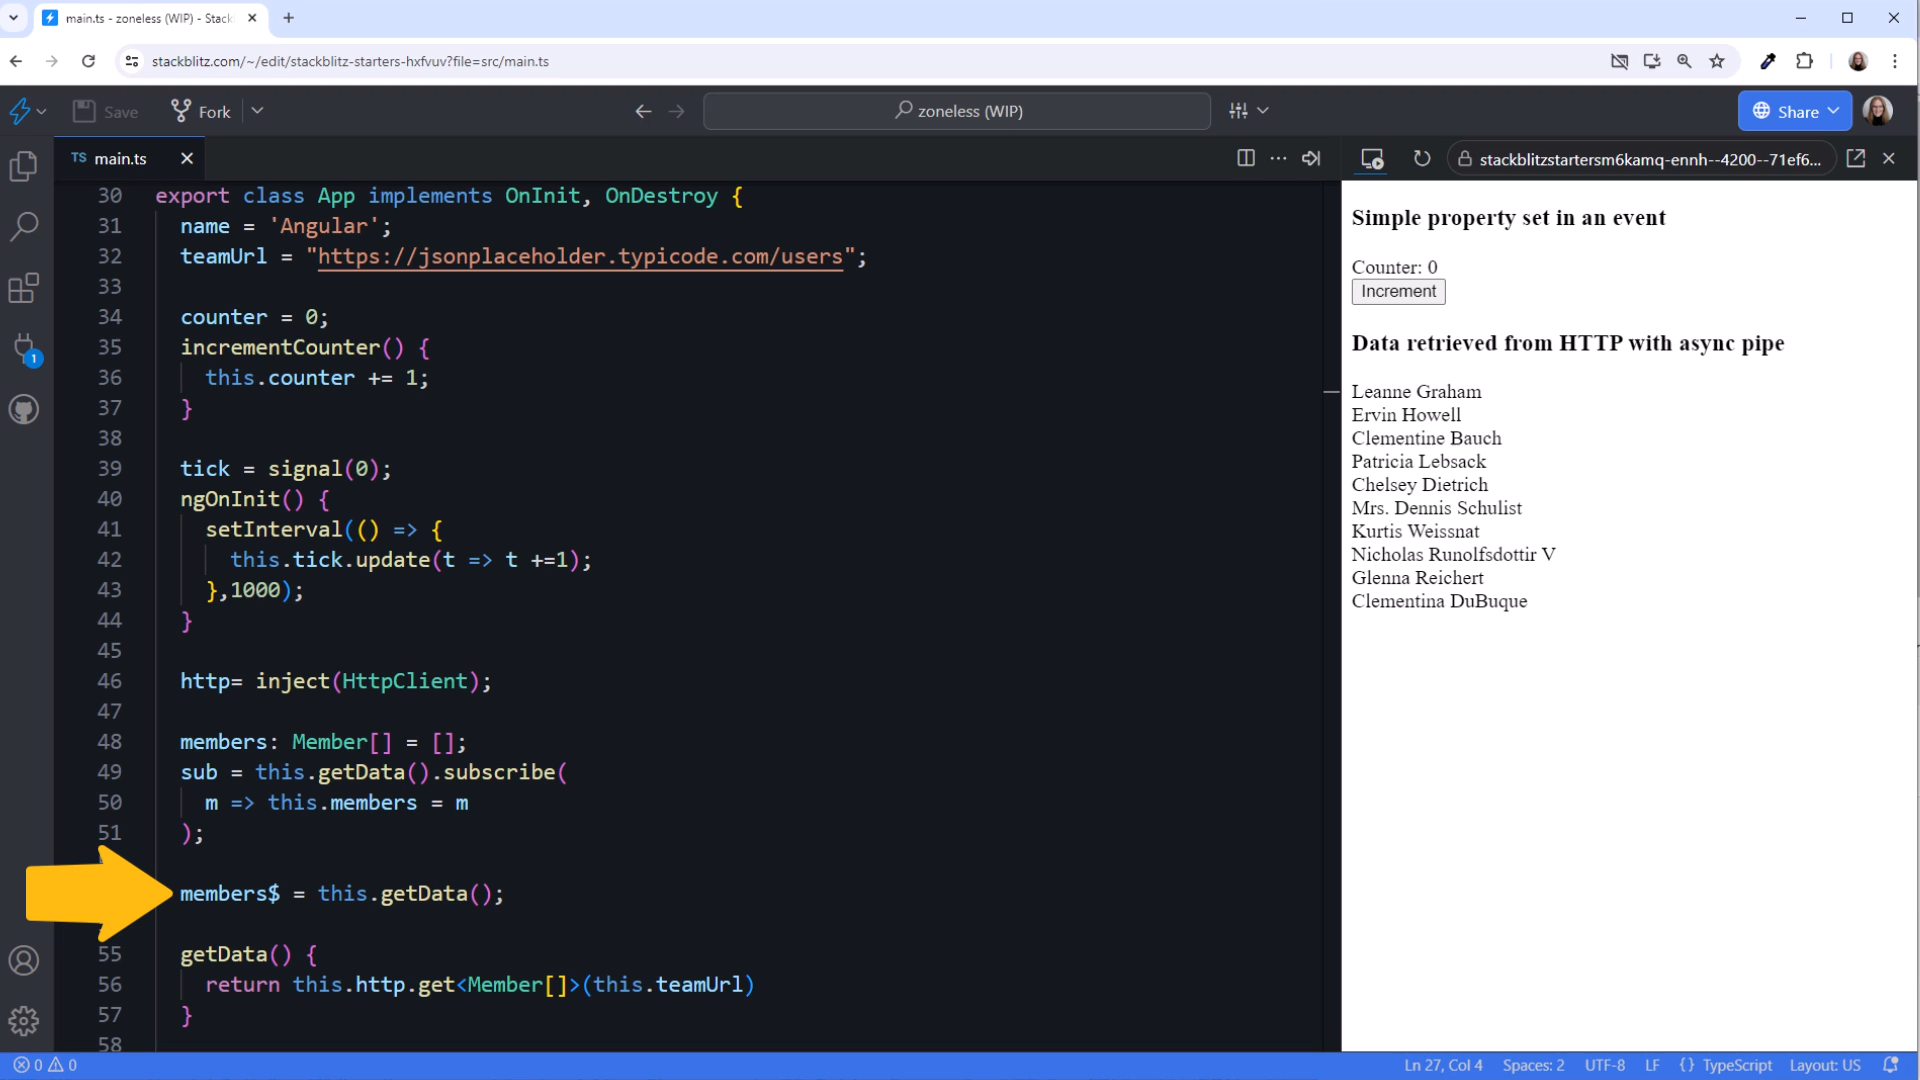 main.ts - zoneless (WIP) - Stack
stackblitz.com/~/edit/stackblitz-starters-hxfvuv?file=src/main.ts
Save
Fork
zoneless (WIP)
Share
TS main.ts
stackblitzstartersm6kamq-ennh--4200--71ef6...
30 export class App implements OnInit, OnDestroy {
31 name = 'Angular';
32 teamUrl = "https://jsonplaceholder.typicode.com/users";
33
34 counter = 0;
35 incrementCounter() {
36 this.counter += 1;
37 }
38
39 tick = signal(0);
40 ngOnInit() {
41 setInterval(() => {
42 this.tick.update(t => t +=1);
43 },1000);
44 }
45
46 http= inject(HttpClient);
47
48 members: Member[] = [];
49 sub = this.getData().subscribe(
50 m => this.members = m
51 );
members$ = this.getData();
55 getData() {
56 return this.http.get<Member[]>(this.teamUrl)
57 }
58
1
Simple property set in an event
Counter: 0
Increment
Data retrieved from HTTP with async pipe
Leanne Graham
Ervin Howell
Clementine Bauch
Patricia Lebsack
Chelsey Dietrich
Mrs. Dennis Schulist
Kurtis Weissnat
Nicholas Runolfsdottir V
Glenna Reichert
Clementina DuBuque
0 0
Ln 27, Col 4
Spaces: 2
UTF-8
LF
{} TypeScript
Layout: US